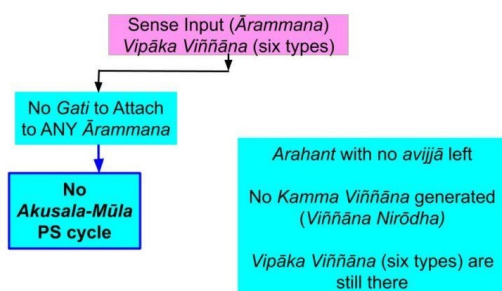 Sense Input (Ārammana)
Vipāka Viññāna (six types)
No Gati to Attach
to ANY Ārammana
No
Akusala-Mūla
PS cycle
Arahant with no avijjā left
No Kamma Viññāna generated
(Viññāna Nirōdha)
Vipāka Viññāna (six types) are
still there